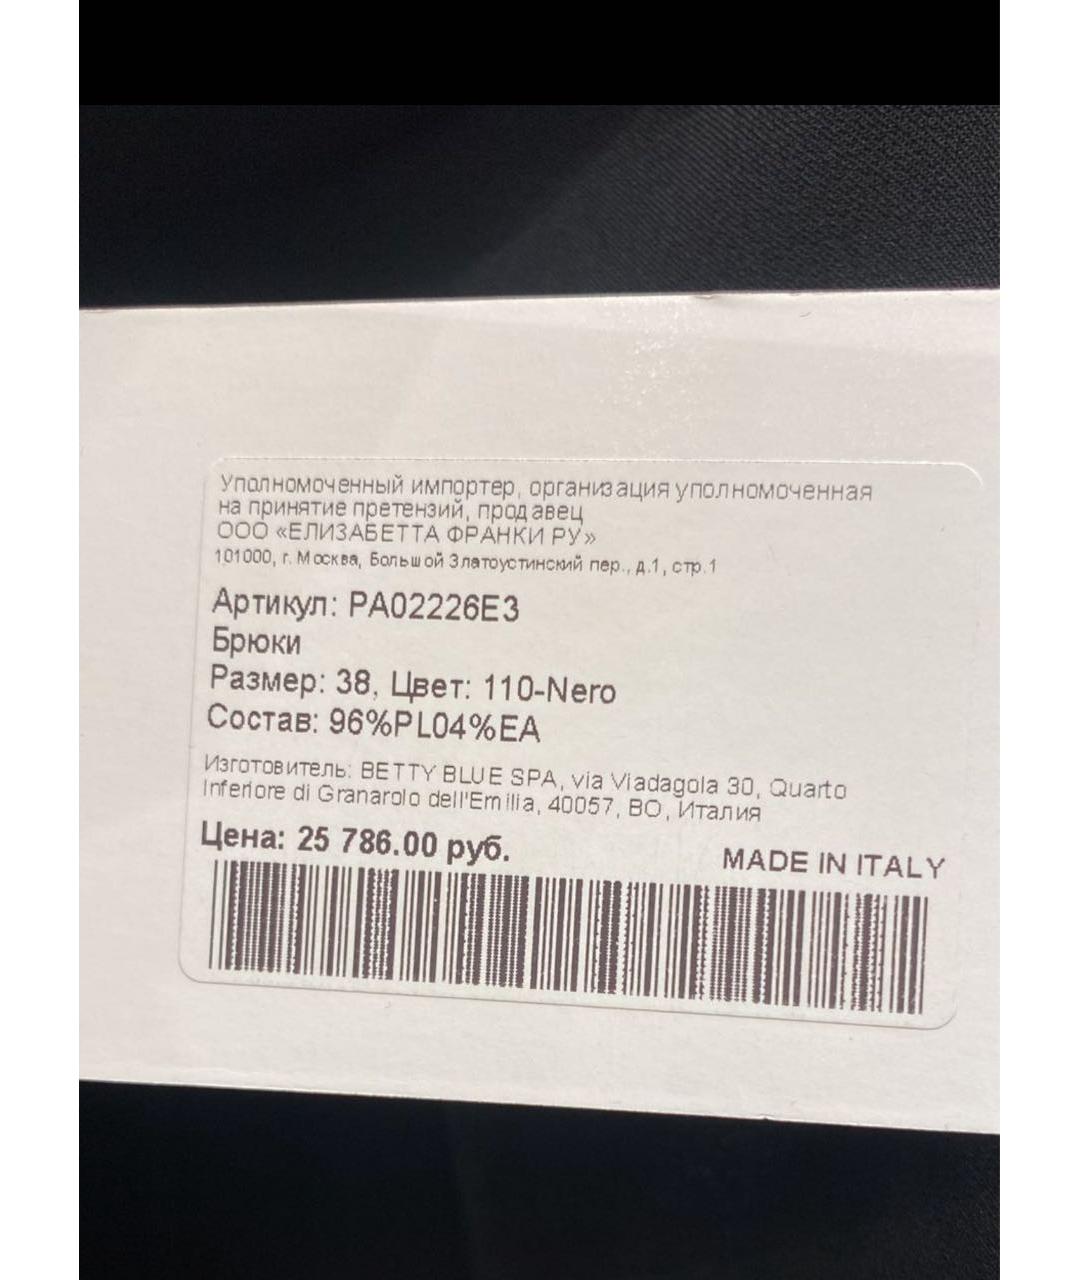 Уполномоченный импортер, организация уполномоченная
на принятие претензий, продавец
ООО «ЕЛИЗАБЕТТА ФРАНКИ РУ»
101000, г. Москва, Большой Златоустинский пер., д.1, стр.1
Артикул: PA02226E3
Брюки
Размер: 38, Цвет: 110-Nero
Состав: 96%PL04%EA
Изготовитель: BETTY BLUE SPA, via Viadagola 30, Quarto
Inferiore di Granarolo dell'Emilia, 40057, BO, Италия
Цена: 25 786.00 руб.
MADE IN ITALY